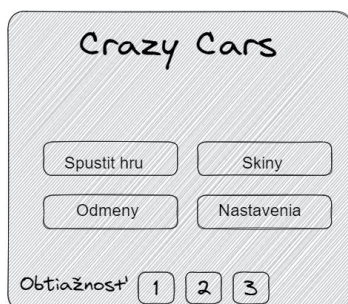 Crazy Cars
Spustit hru
Skiny
Odmeny
Nastavenia
Obtiažnosť 1 2 3